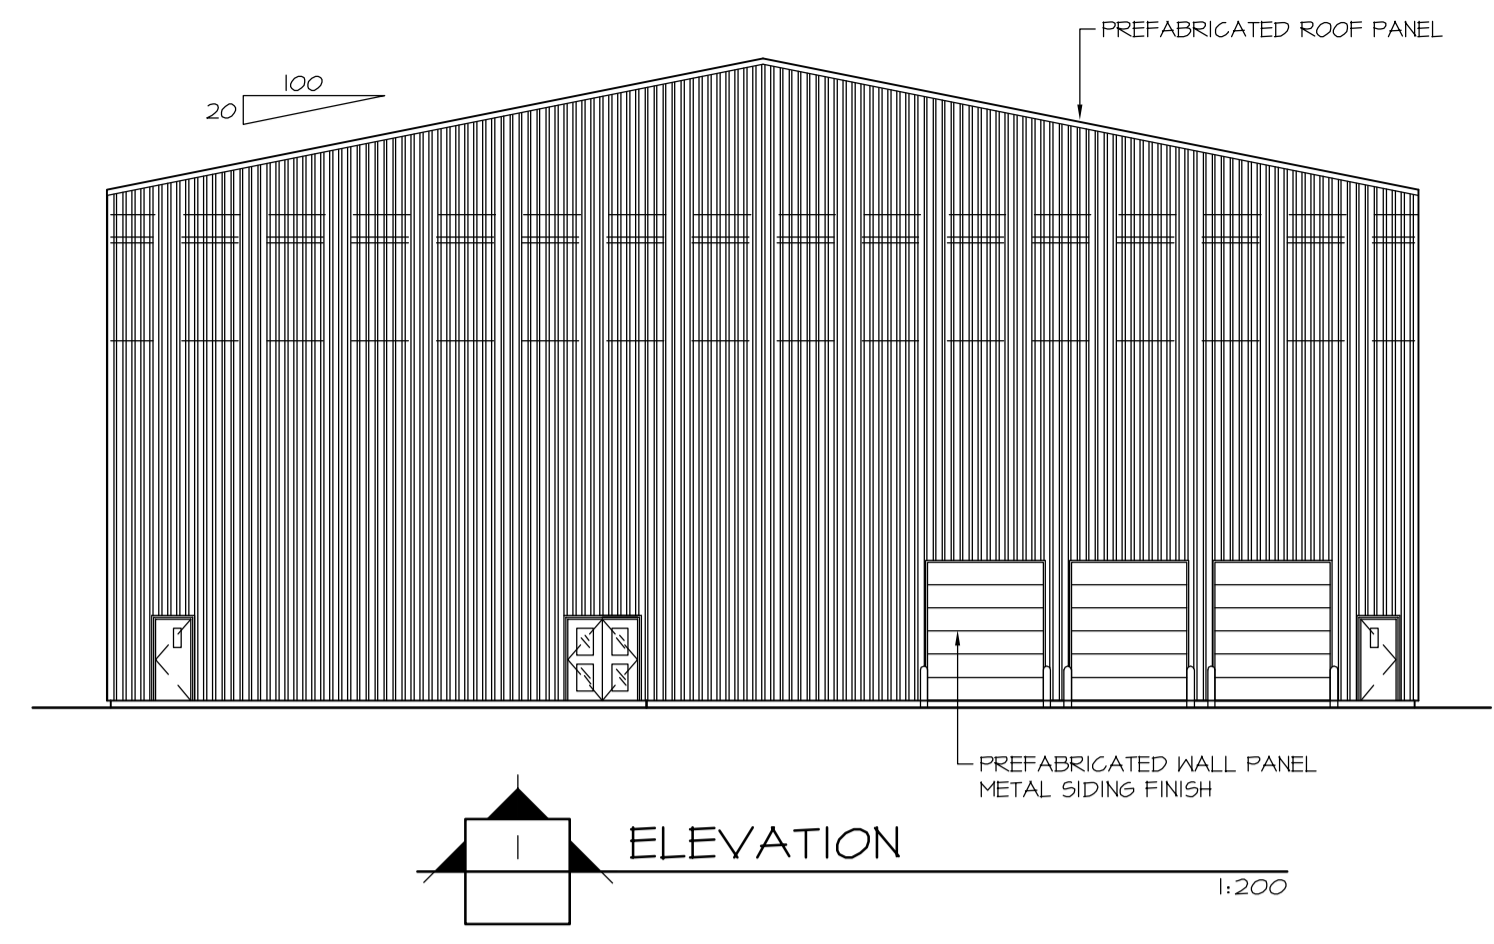 PREFABRICATED ROOF PANEL
100
20
PREFABRICATED WALL PANEL
METAL SIDING FINISH
1
ELEVATION
1:200